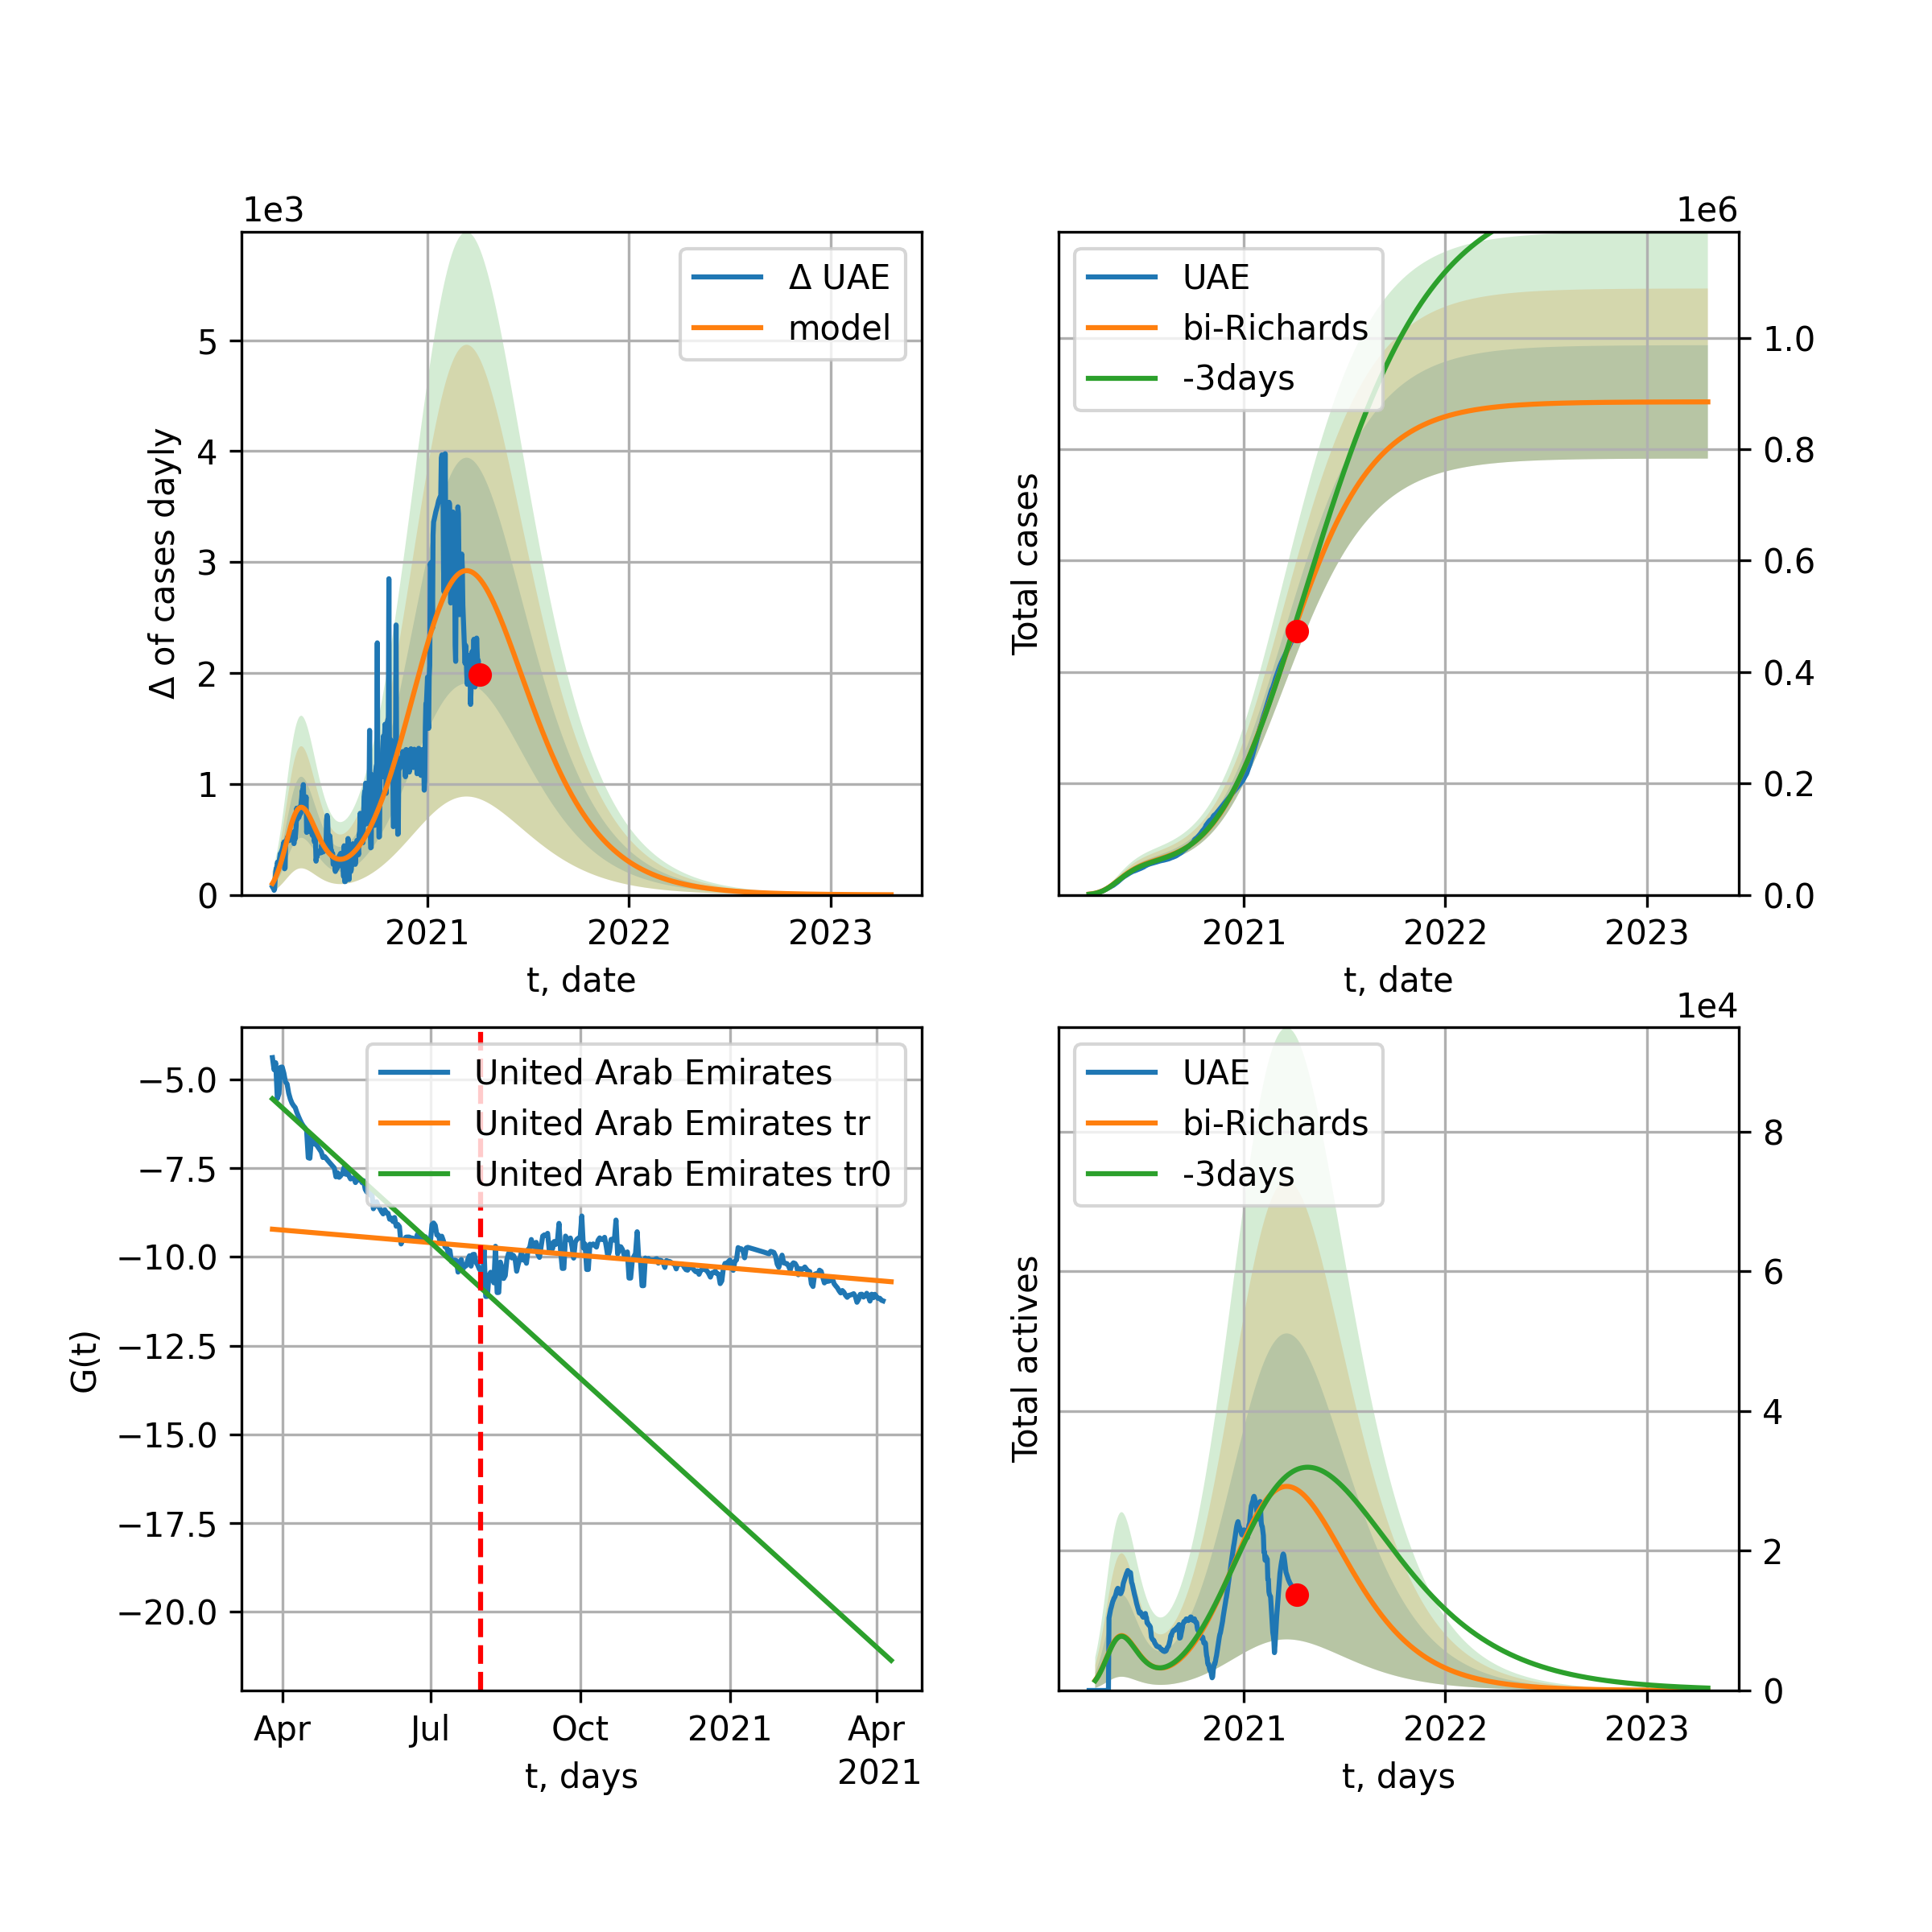 1e3
Δ UAE
model
5
4
3
2
1
0
Δ of cases dayly
2021 2022 2023
t, date
1e6
UAE
bi-Richards
-3days
1.0
0.8
0.6
0.4
0.2
0.0
Total cases
2021 2022 2023
t, date
United Arab Emirates
United Arab Emirates tr
United Arab Emirates tr0
−5.0
−7.5
−10.0
−12.5
−15.0
−17.5
−20.0
G(t)
Apr Jul Oct 2021 Apr
2021
t, days
1e4
UAE
bi-Richards
-3days
8
6
4
2
0
Total actives
2021 2022 2023
t, days